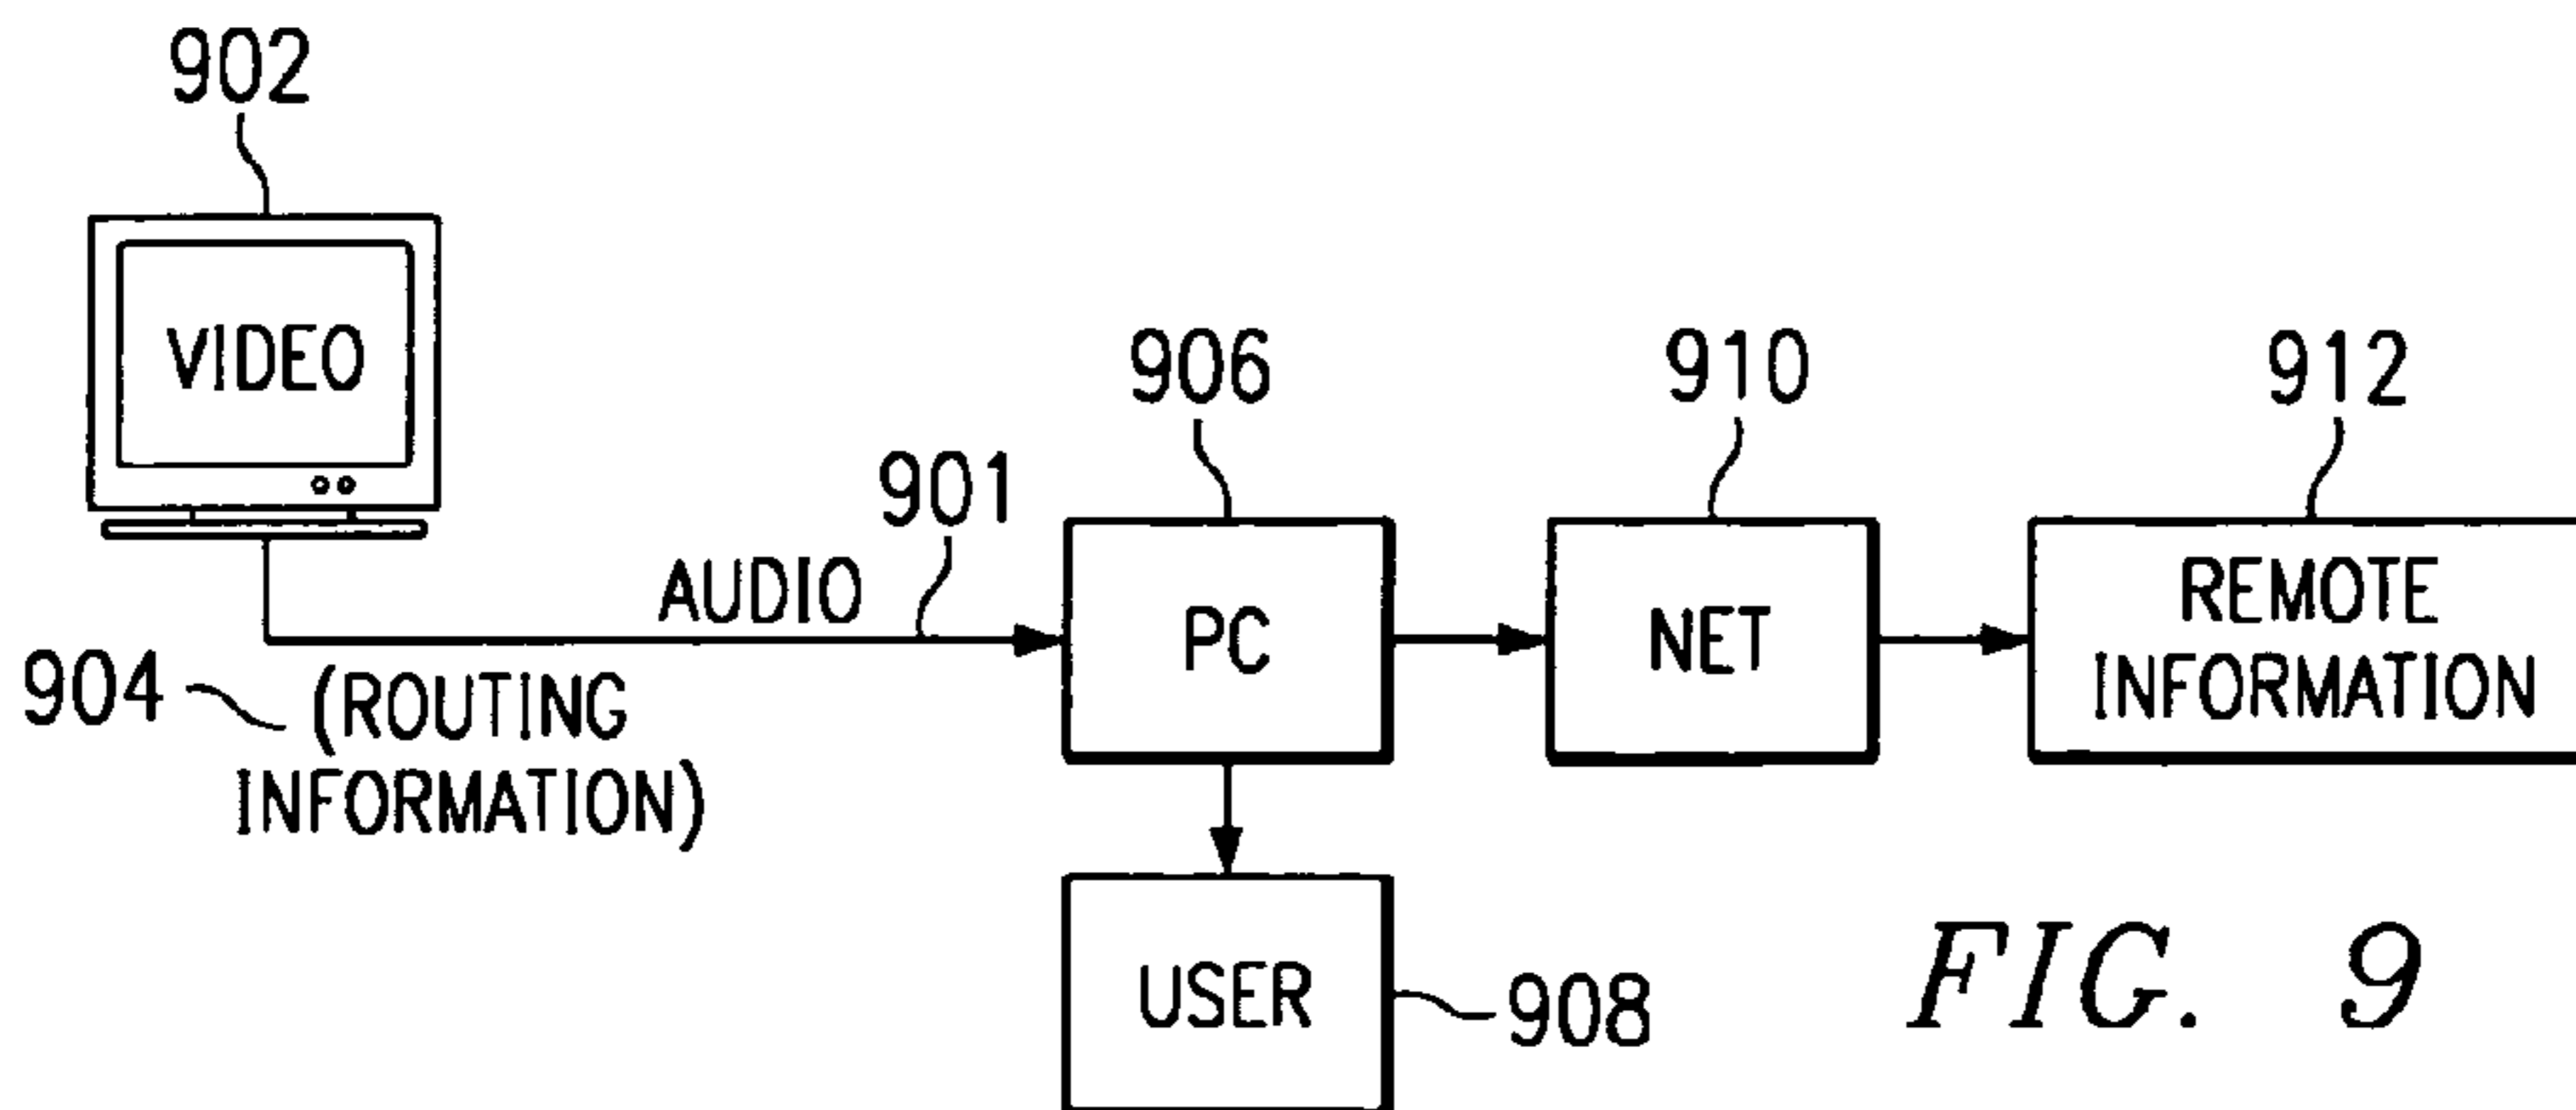 902
VIDEO
906
910
912
901
AUDIO
PC
NET
REMOTE
INFORMATION
904
(ROUTING
INFORMATION)
USER
908
FIG. 9